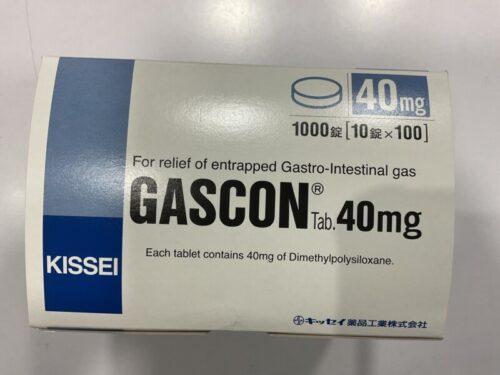 40mg
1000錠［10錠×100］
For relief of entrapped Gastro-Intestinal gas
GASCON® Tab. 40mg
Each tablet contains 40mg of Dimethylpolysiloxane.
KISSEI
キッセイ薬品工業株式会社